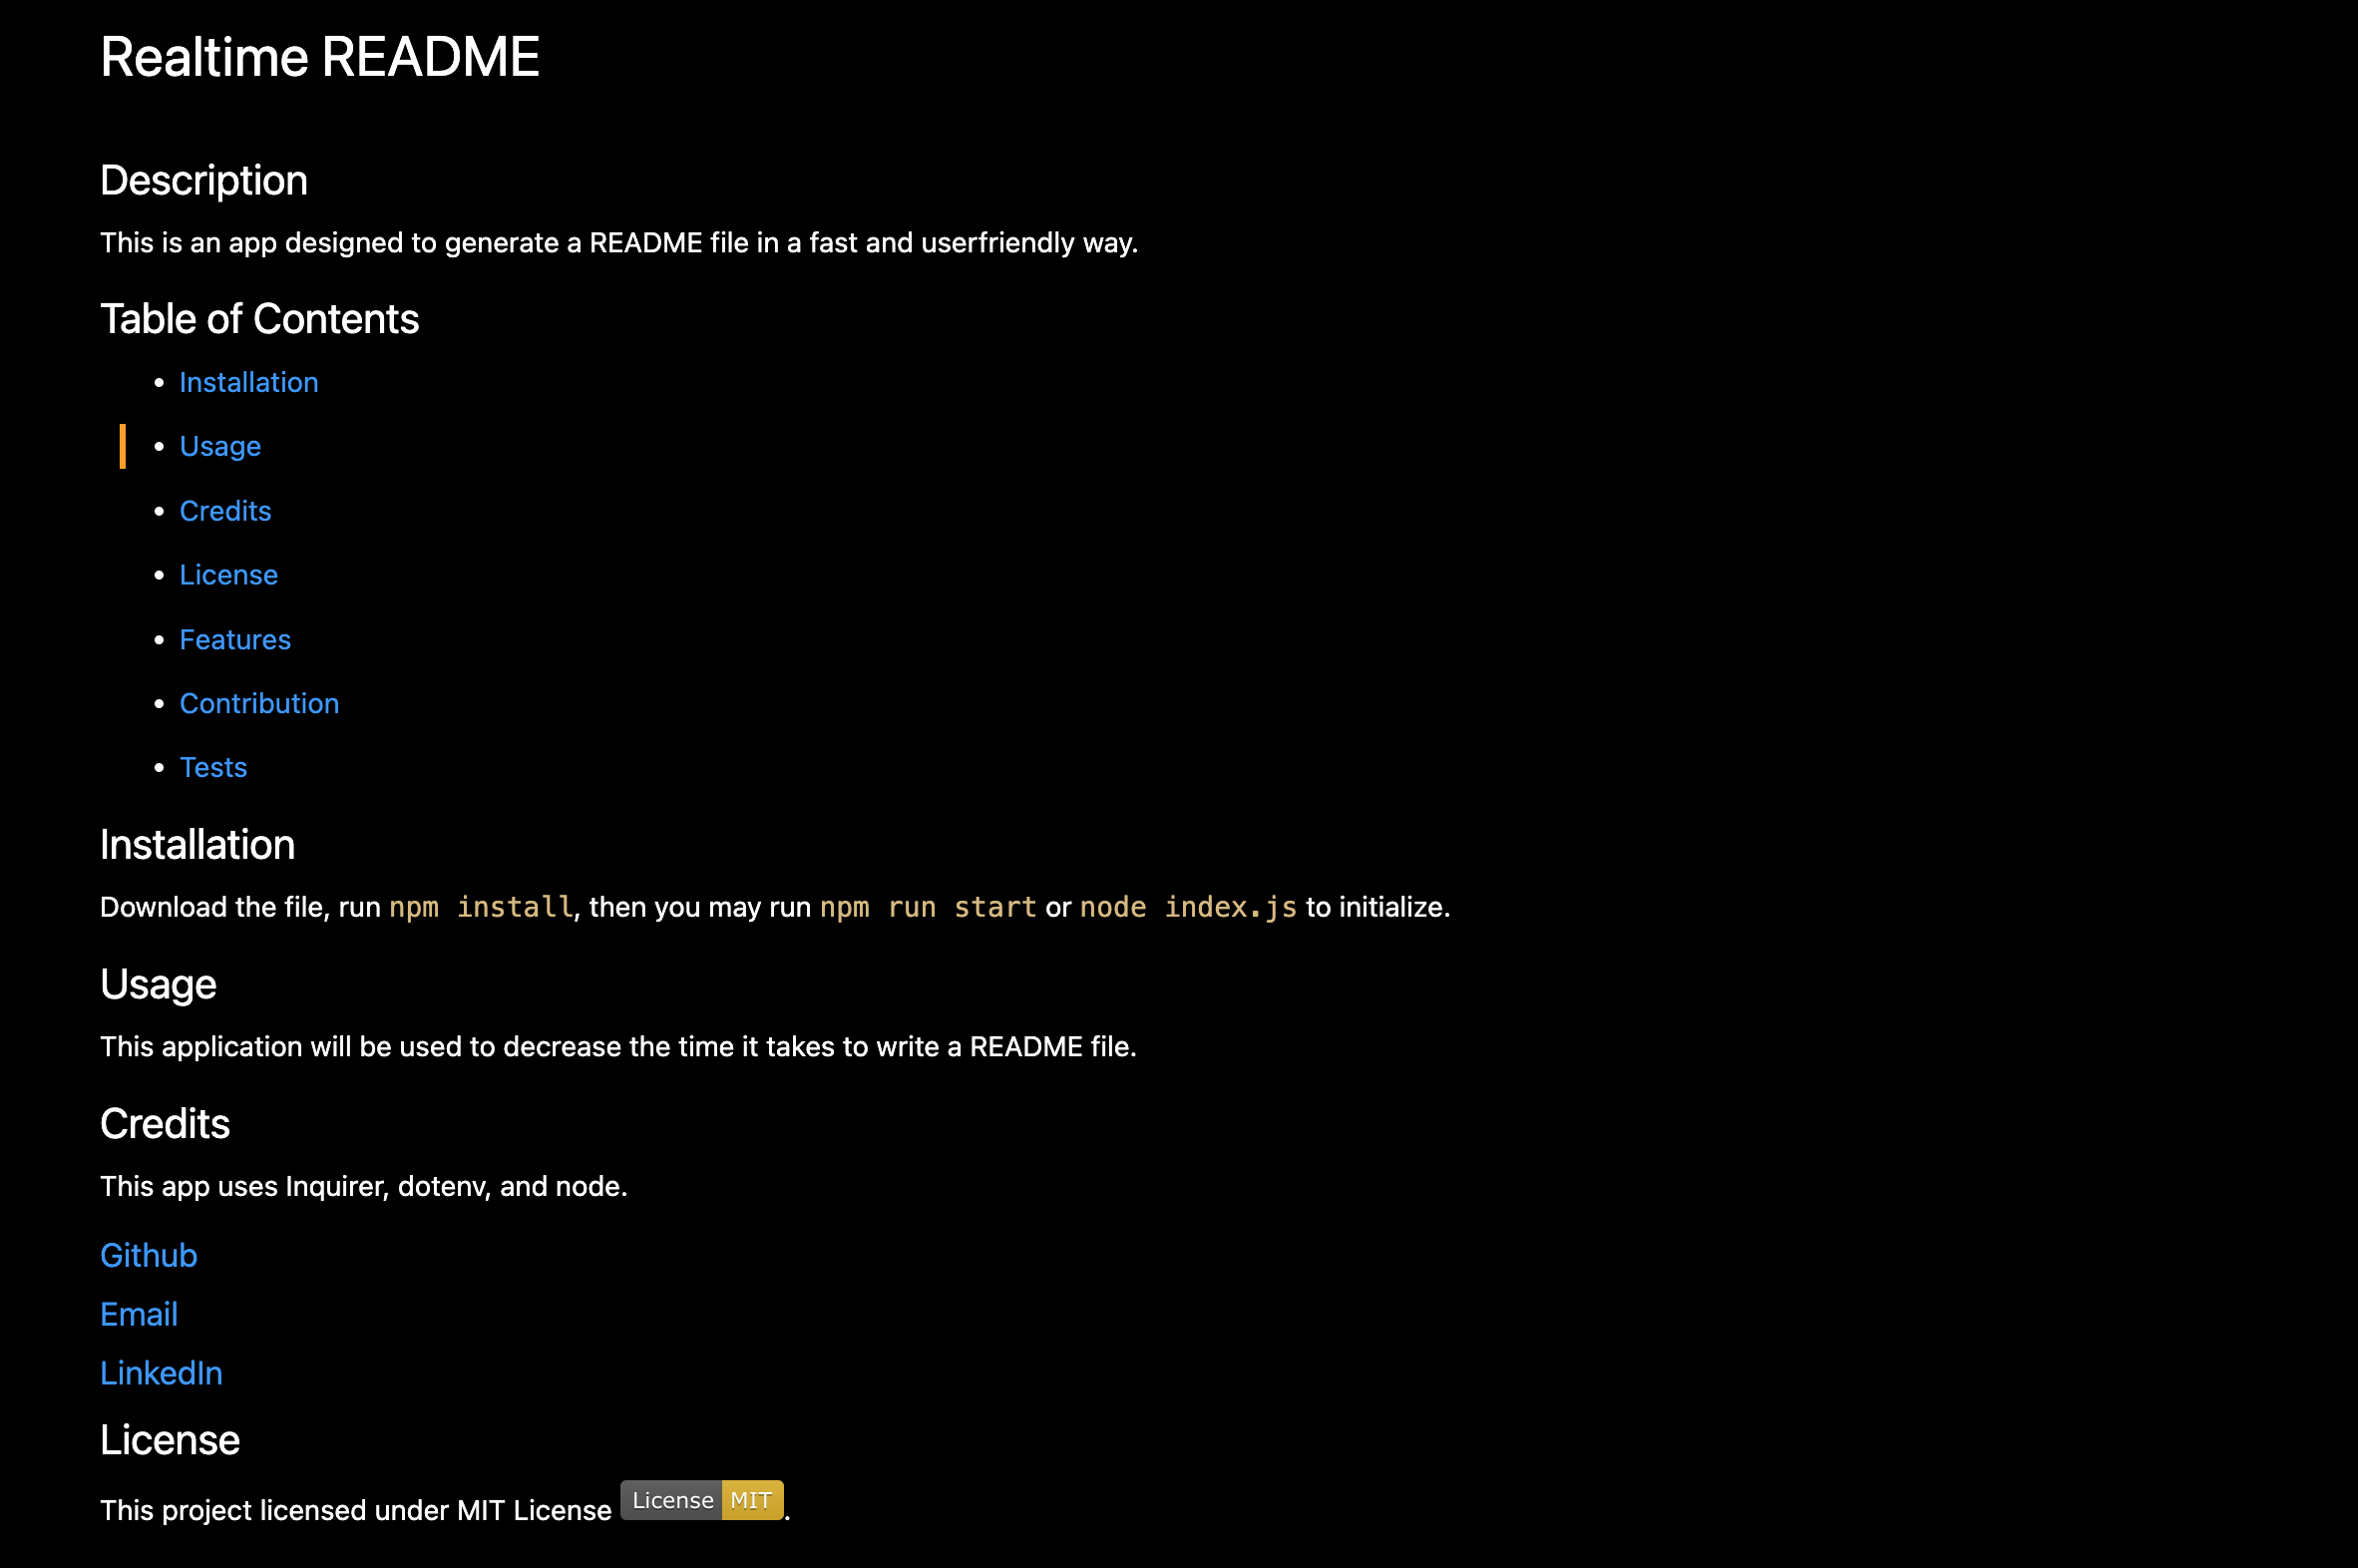 Realtime README
Description
This is an app designed to generate a README file in a fast and userfriendly way.
Table of Contents
• Installation
• Usage
• Credits
• License
• Features
• Contribution
• Tests
Installation
Download the file, run npm install, then you may run npm run start or node index.js to initialize.
Usage
This application will be used to decrease the time it takes to write a README file.
Credits
This app uses Inquirer, dotenv, and node.
Github
Email
LinkedIn
License
This project licensed under MIT License License MIT.